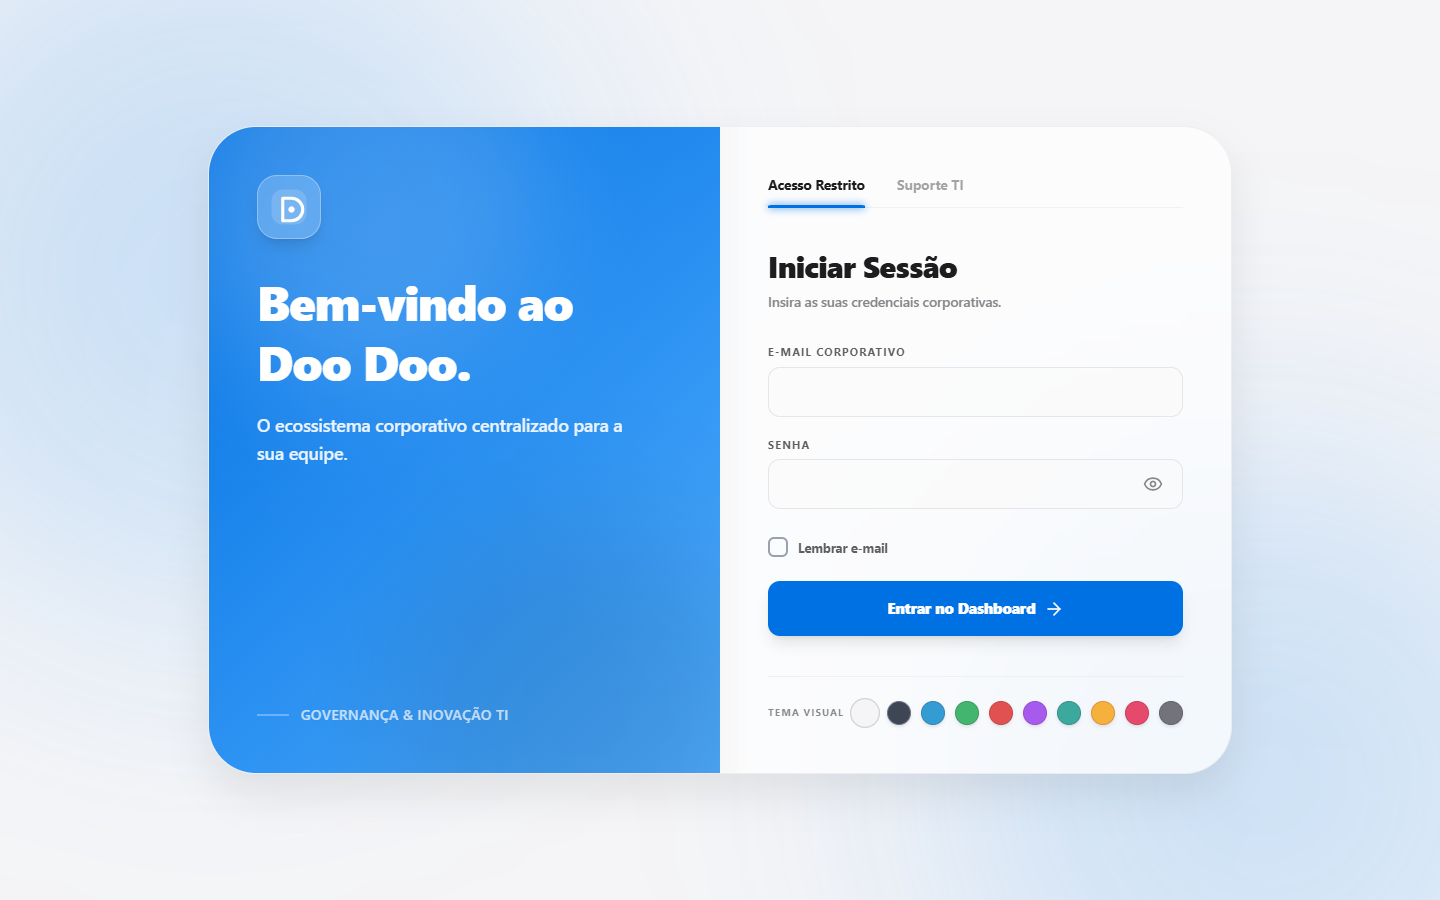 D
Bem-vindo ao
Doo Doo.
O ecossistema corporativo centralizado para a
sua equipe.
GOVERNANÇA & INOVAÇÃO TI
Acesso Restrito
Suporte TI
Iniciar Sessão
Insira as suas credenciais corporativas.
E-MAIL CORPORATIVO
SENHA
Lembrar e-mail
Entrar no Dashboard
TEMA VISUAL